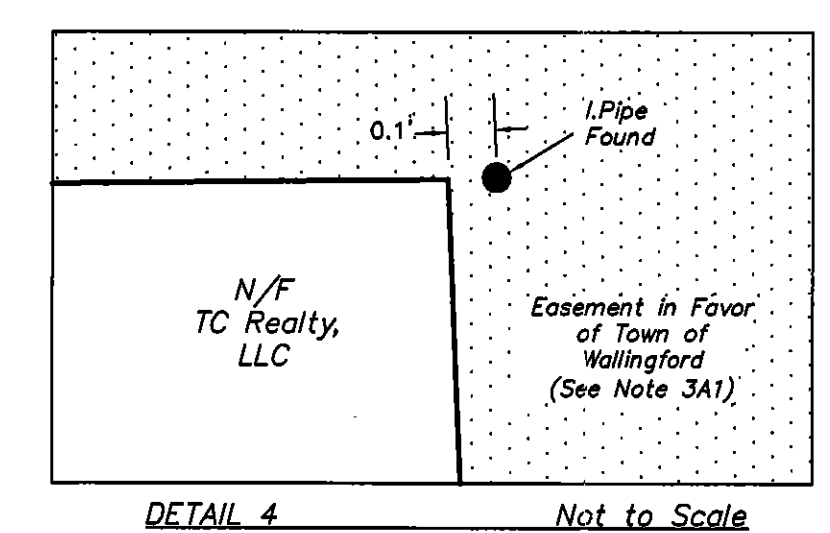 0.1'
I.Pipe
Found
N/F
TC Realty,
LLC
Easement in Favor
of Town of
Wallingford
(See Note 3A1)
DETAIL 4
Not to Scale